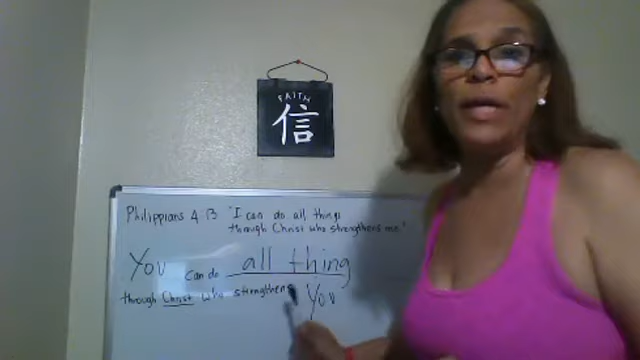 FAITH
信
Philippians 4:13 "I can do all things
through Christ who strengthens me."
You can do all thing
through Christ who strengthens You